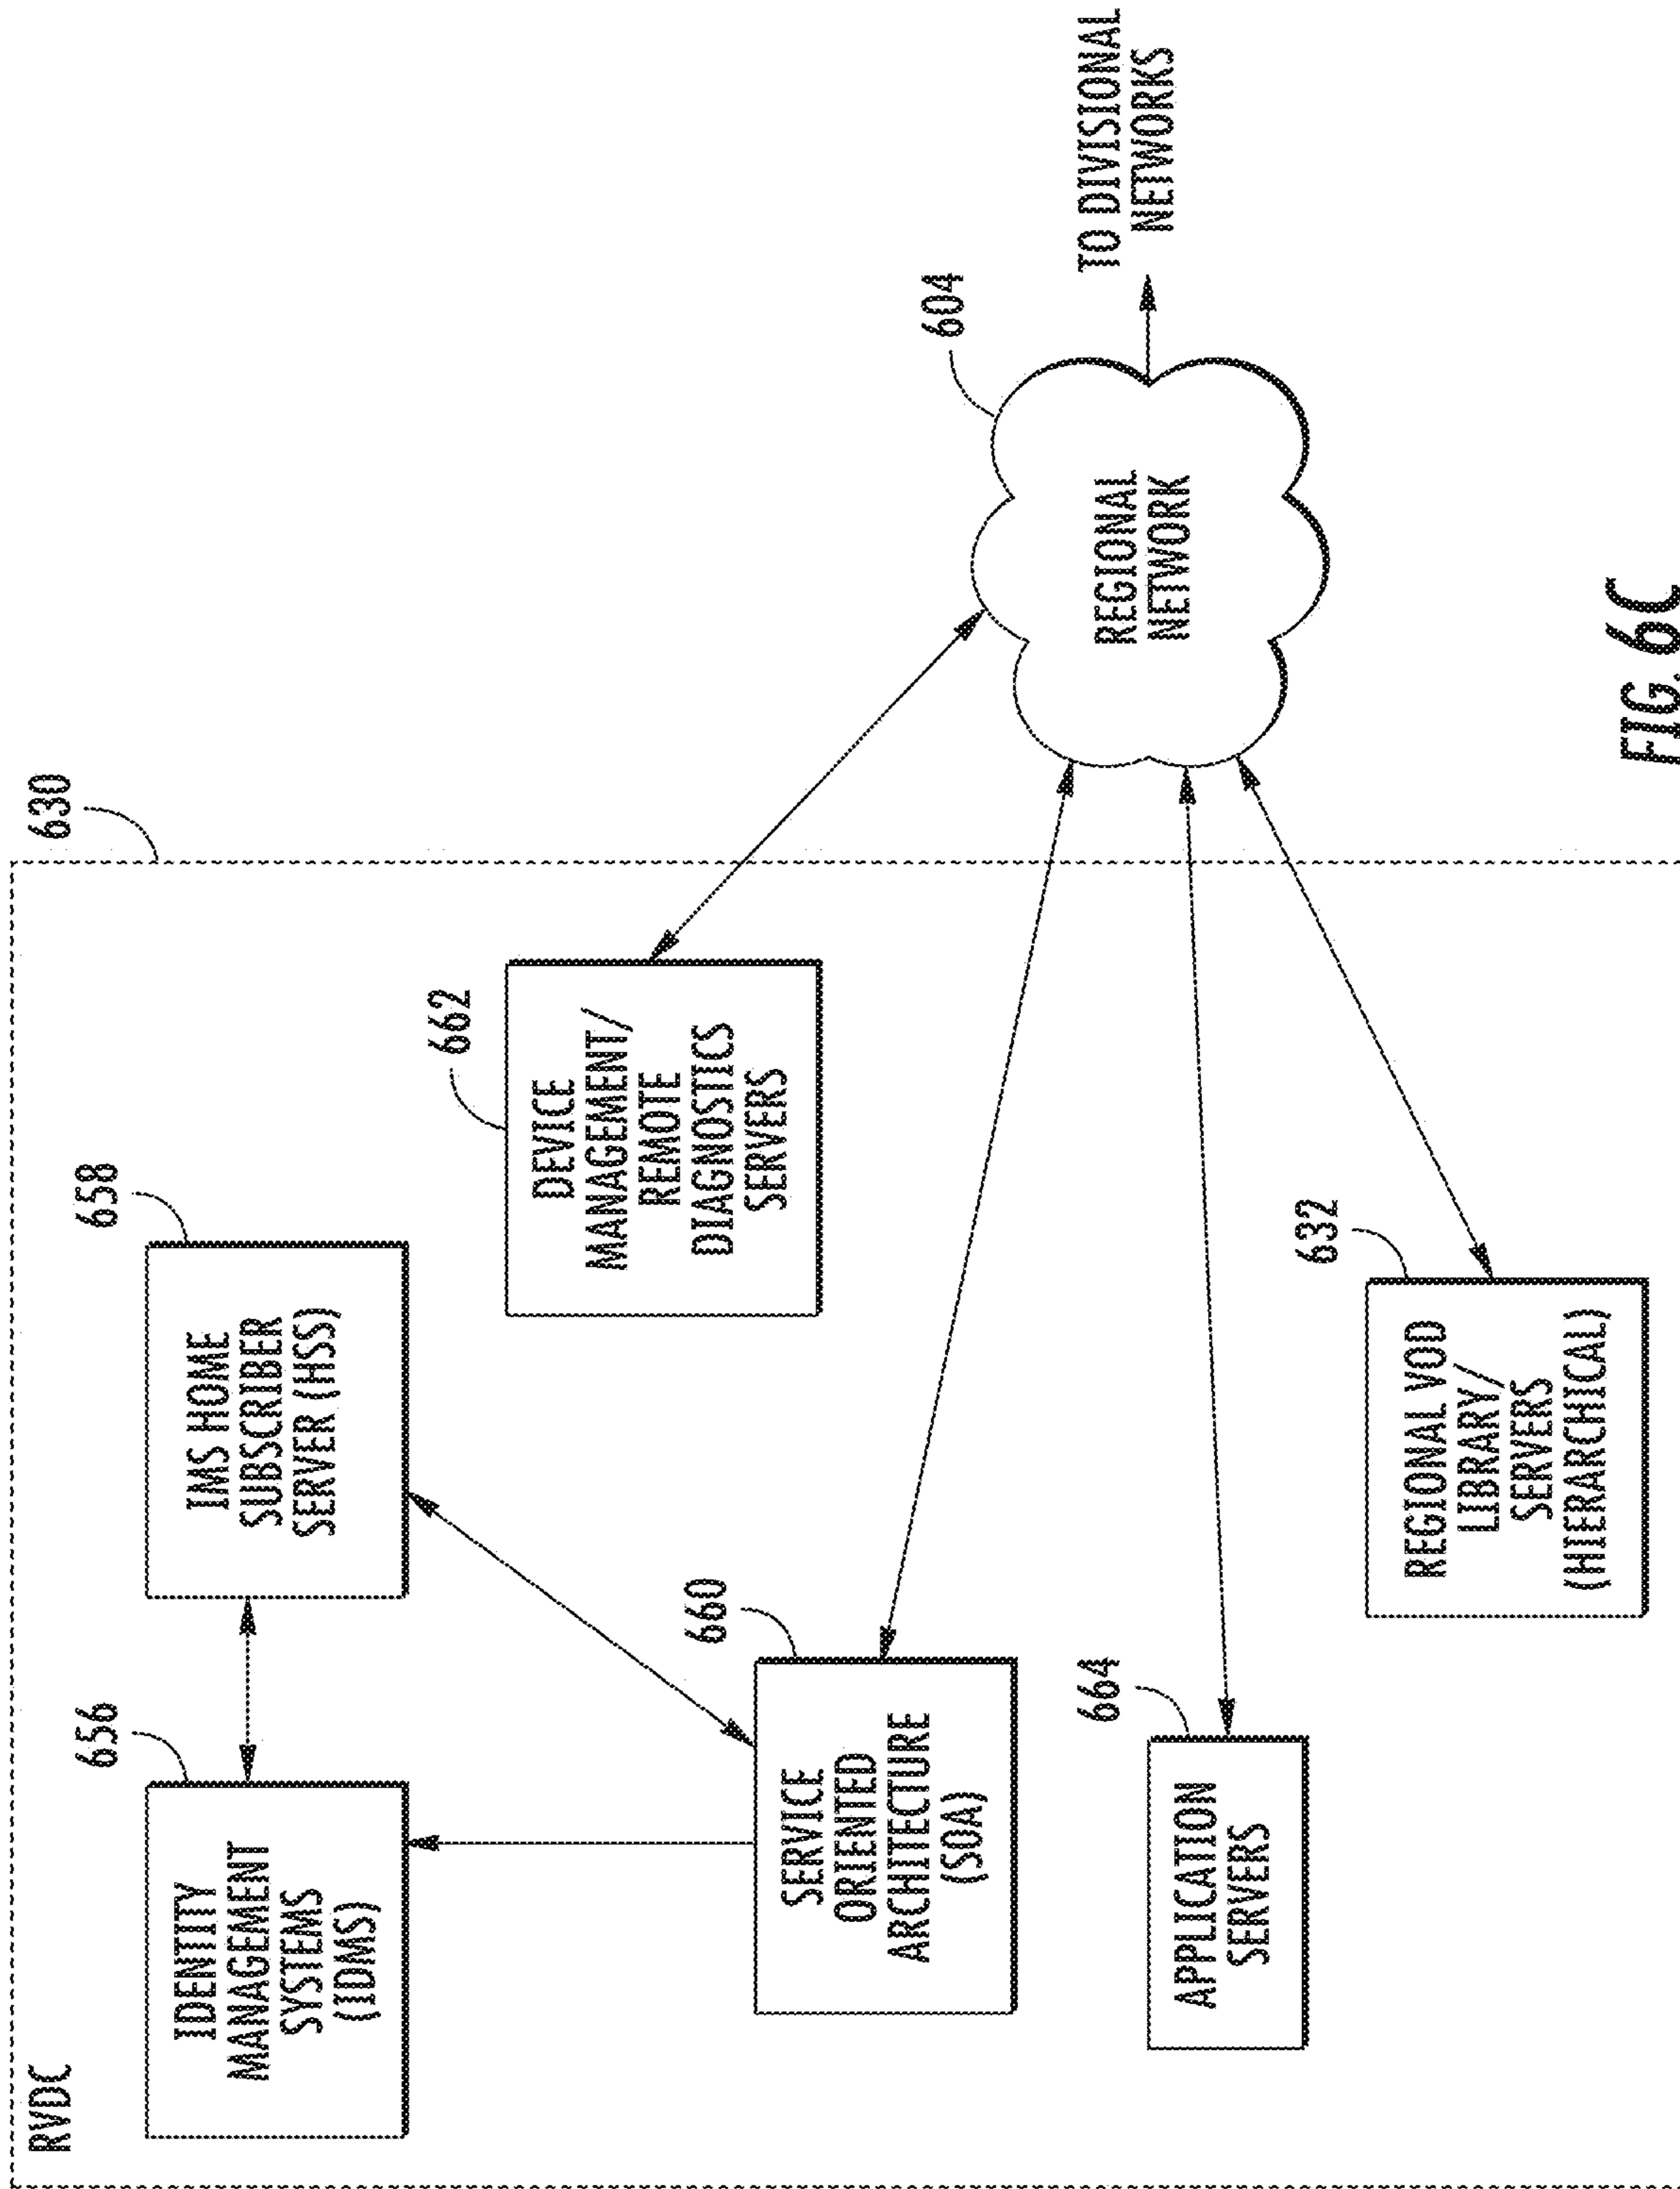 RVDC
630
656
IDENTITY
MANAGEMENT
SYSTEMS
(IDMS)
658
IMS HOME
SUBSCRIBER
SERVER (HSS)
662
DEVICE
MANAGEMENT/
REMOTE
DIAGNOSTICS
SERVERS
660
SERVICE
ORIENTED
ARCHITECTURE
(SOA)
604
REGIONAL
NETWORK
TO DIVISIONAL
NETWORKS
664
APPLICATION
SERVERS
632
REGIONAL VOD
LIBRARY/
SERVERS
(HIERARCHICAL)
FIG. 6C